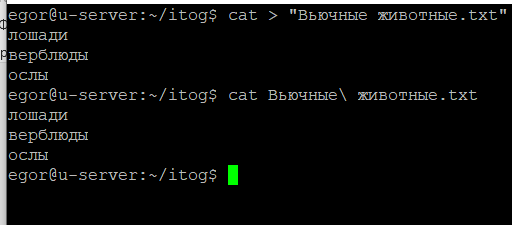 egor@u-server:~/itog$ cat > "Вьючные животные.txt"
лошади
верблюды
ослы
egor@u-server:~/itog$ cat Вьючные\ животные.txt
лошади
верблюды
ослы
egor@u-server:~/itog$